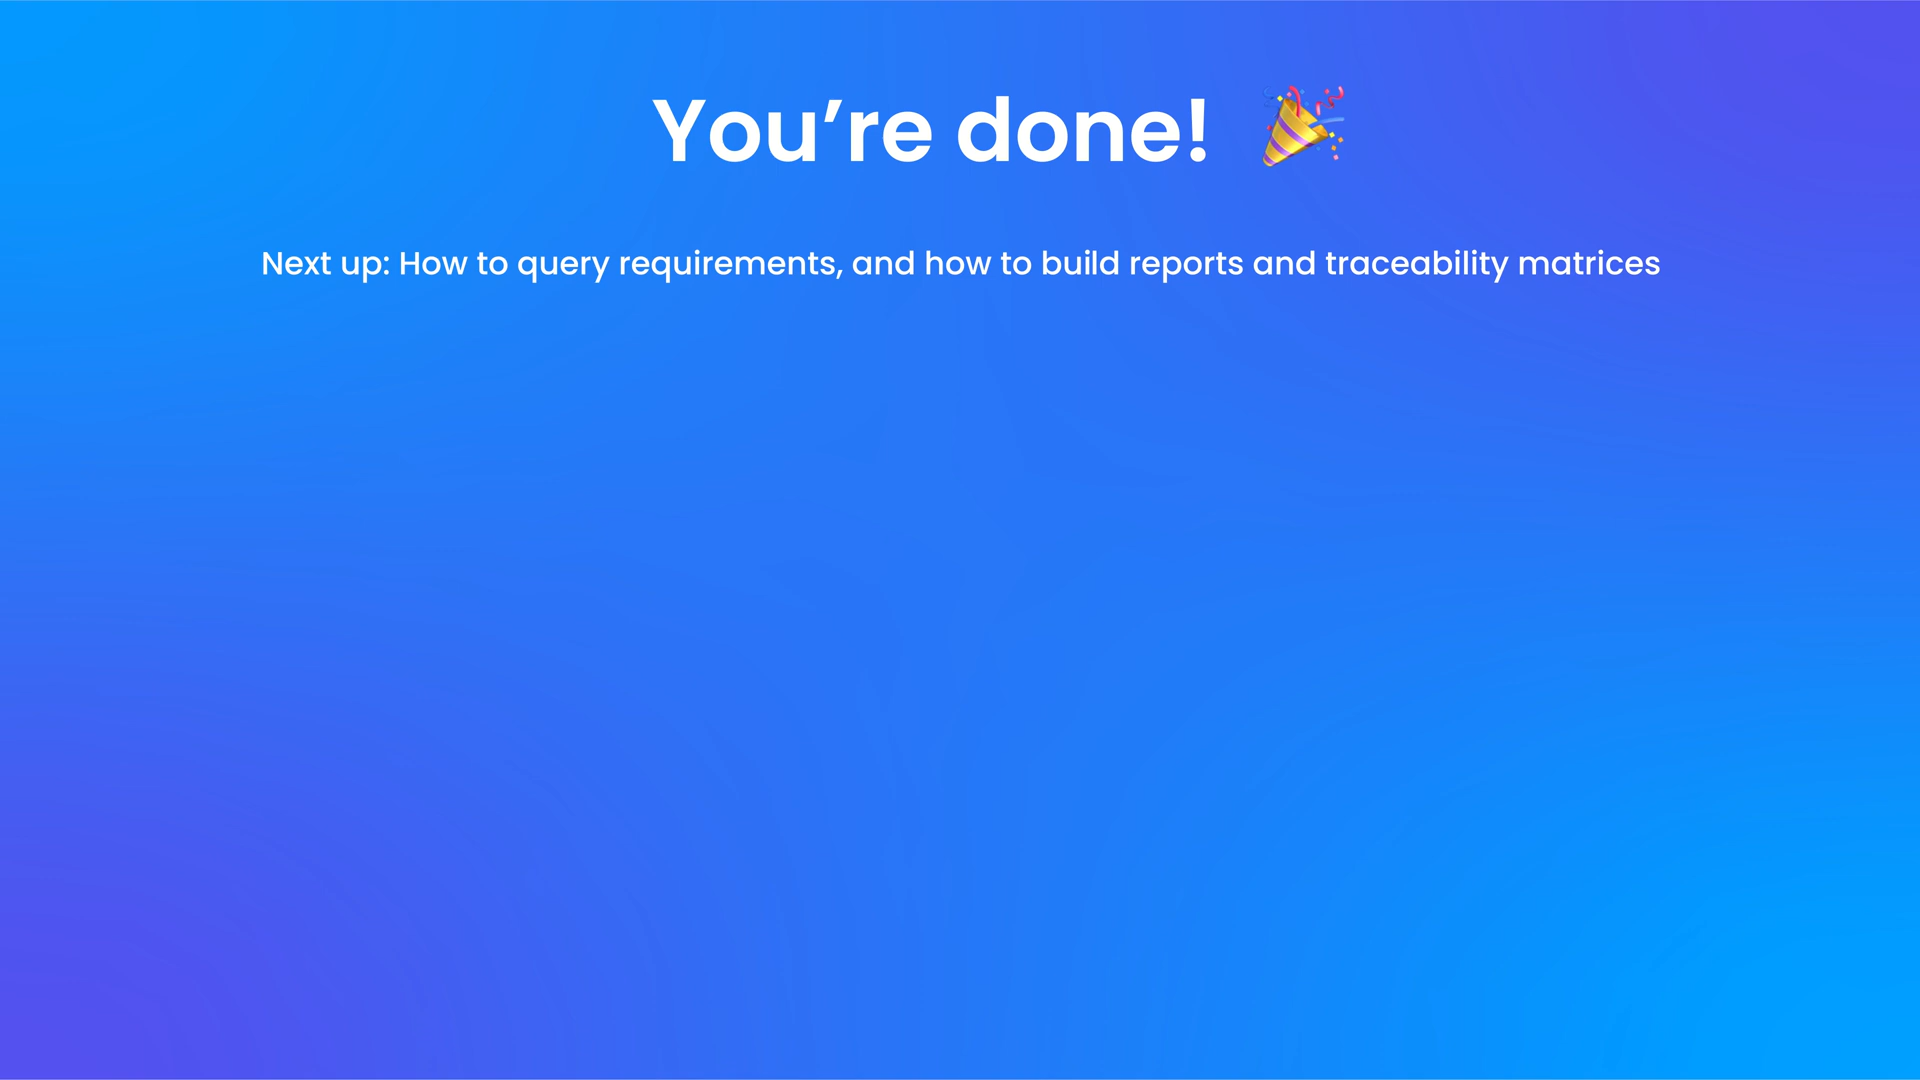 You’re done! 🎉
Next up: How to query requirements, and how to build reports and traceability matrices